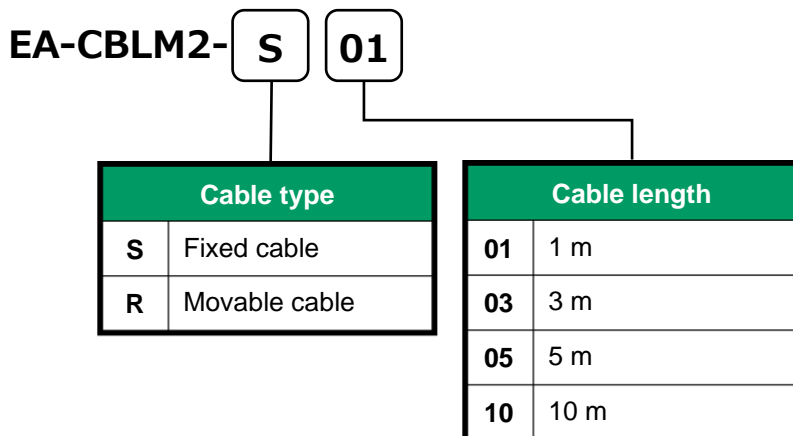 EA-CBLM2- S 01
Cable type
S Fixed cable
R Movable cable
Cable length
01 1 m
03 3 m
05 5 m
10 10 m